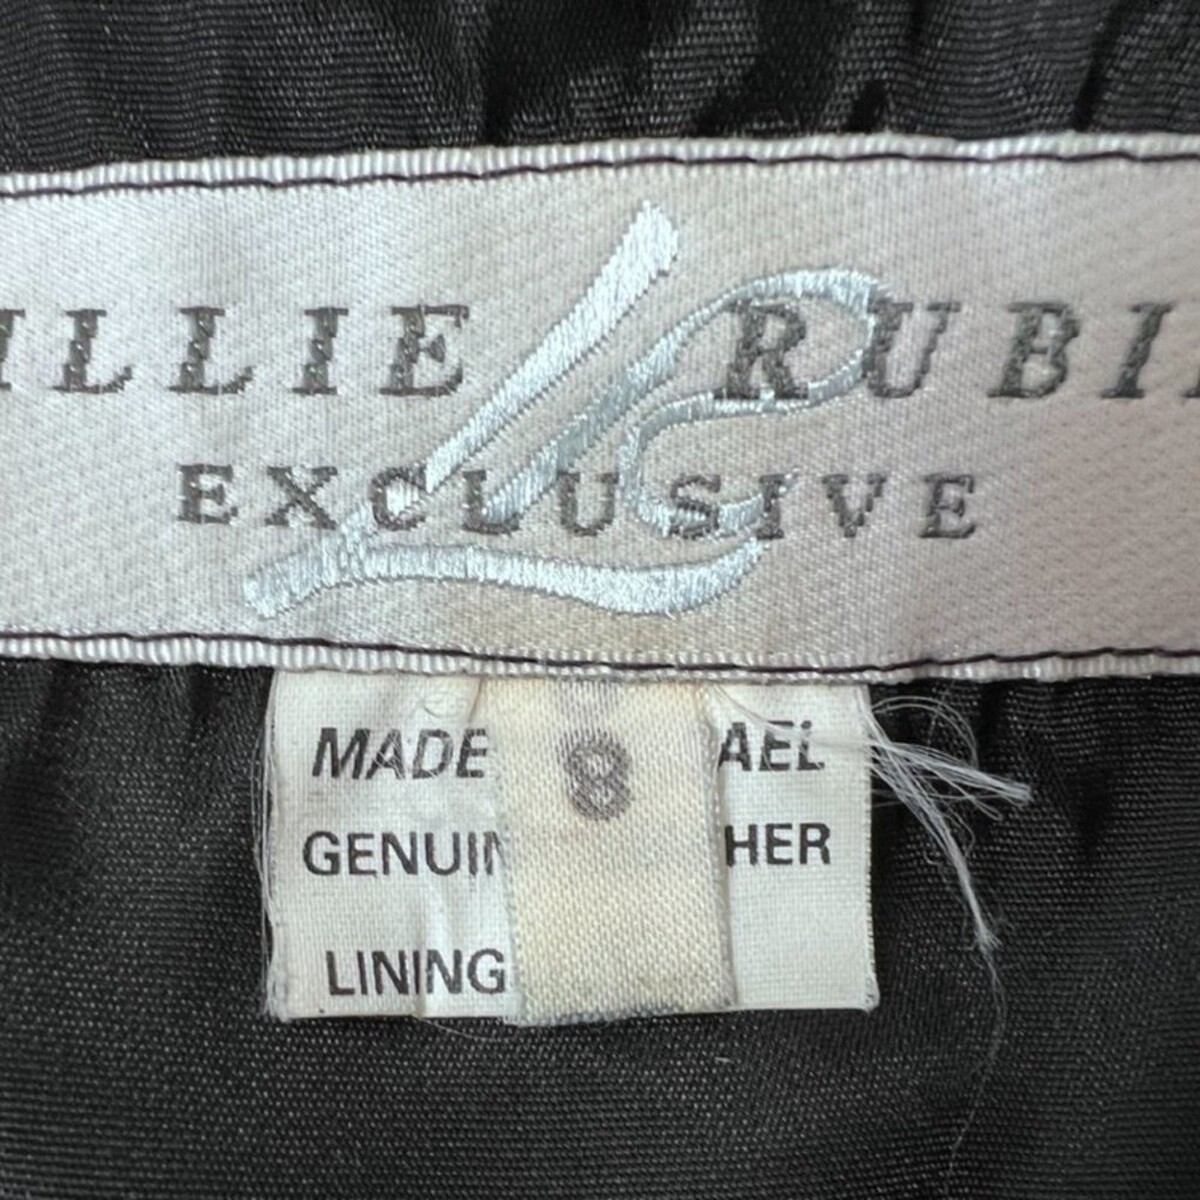 ILLIE RUBI
EXCLUSIVE
MADE AEL
8
GENUIN HER
LINING